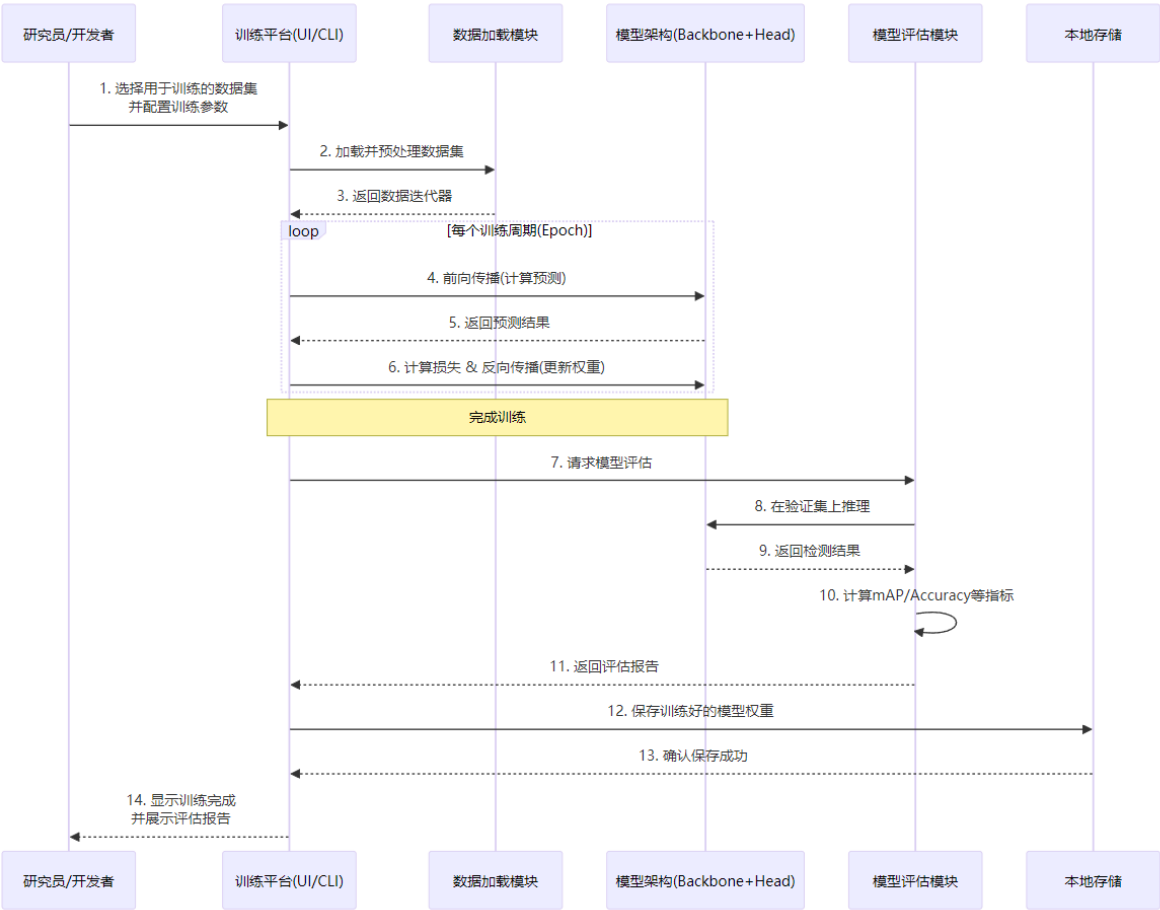 研究员/开发者
训练平台(UI/CLI)
数据加载模块
模型架构(Backbone+Head)
模型评估模块
本地存储
1. 选择用于训练的数据集
并配置训练参数
2. 加载并预处理数据集
3. 返回数据迭代器
loop
[每个训练周期(Epoch)]
4. 前向传播(计算预测)
5. 返回预测结果
6. 计算损失 & 反向传播(更新权重)
完成训练
7. 请求模型评估
8. 在验证集上推理
9. 返回检测结果
10. 计算mAP/Accuracy等指标
11. 返回评估报告
12. 保存训练好的模型权重
13. 确认保存成功
14. 显示训练完成
并展示评估报告
研究员/开发者
训练平台(UI/CLI)
数据加载模块
模型架构(Backbone+Head)
模型评估模块
本地存储